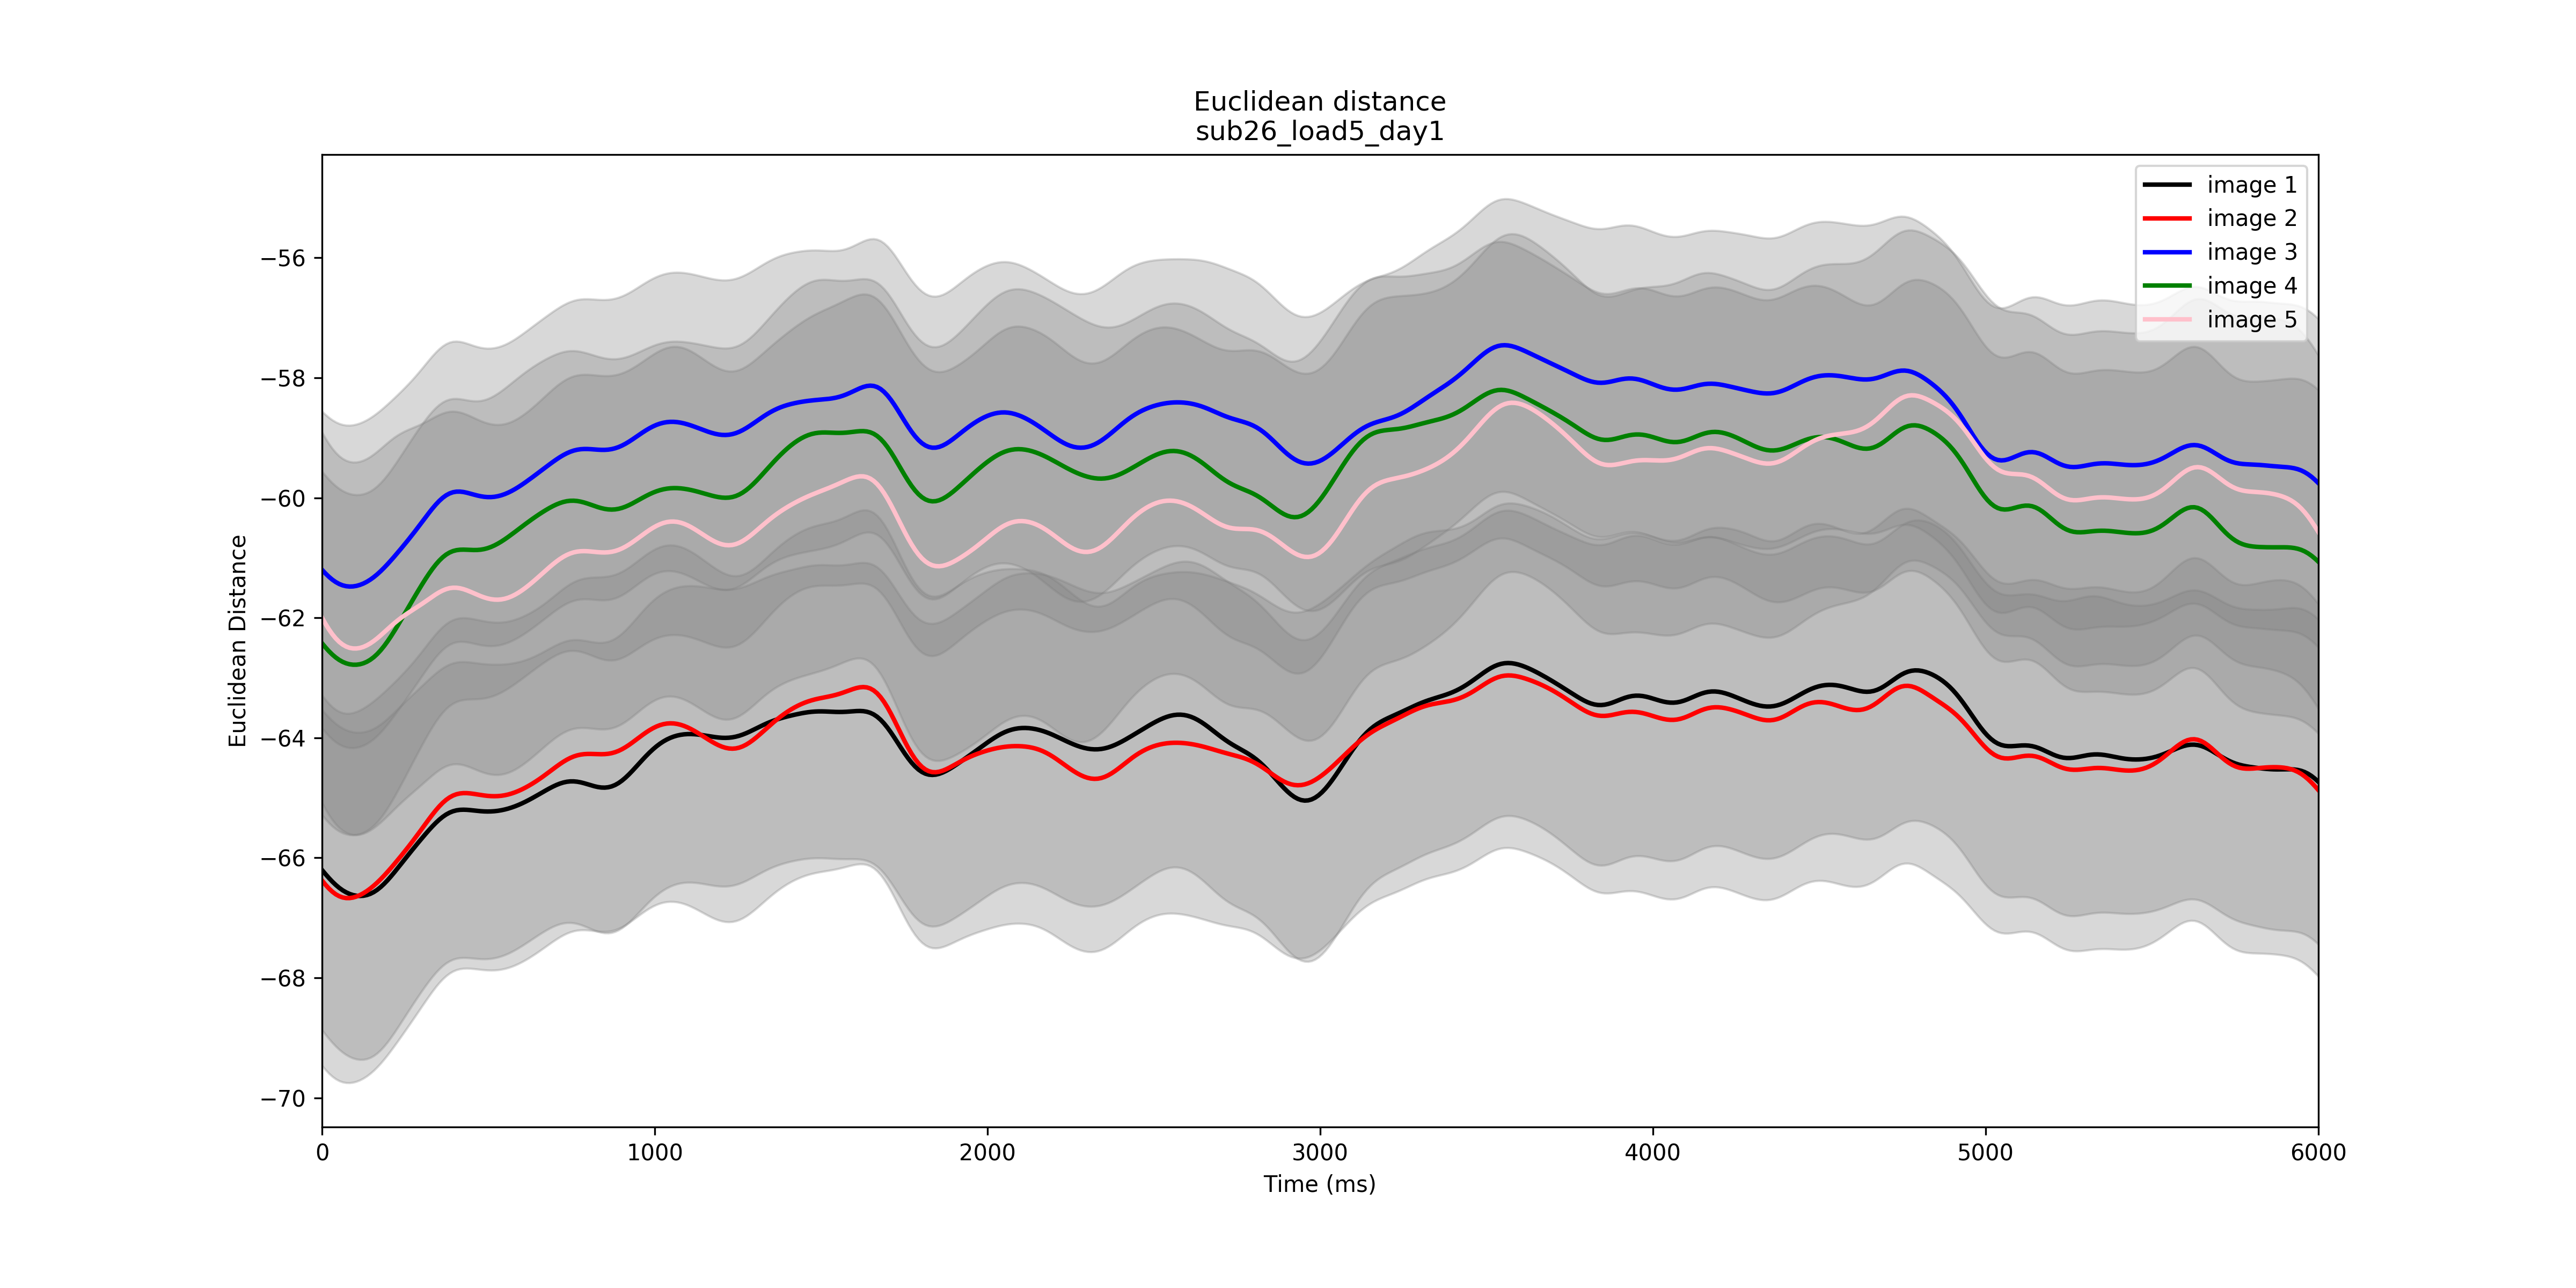 Euclidean distance
sub26_load5_day1
image 1
image 2
image 3
image 4
image 5
−56
−58
−60
−62
−64
−66
−68
−70
Euclidean Distance
0 1000 2000 3000 4000 5000 6000
Time (ms)